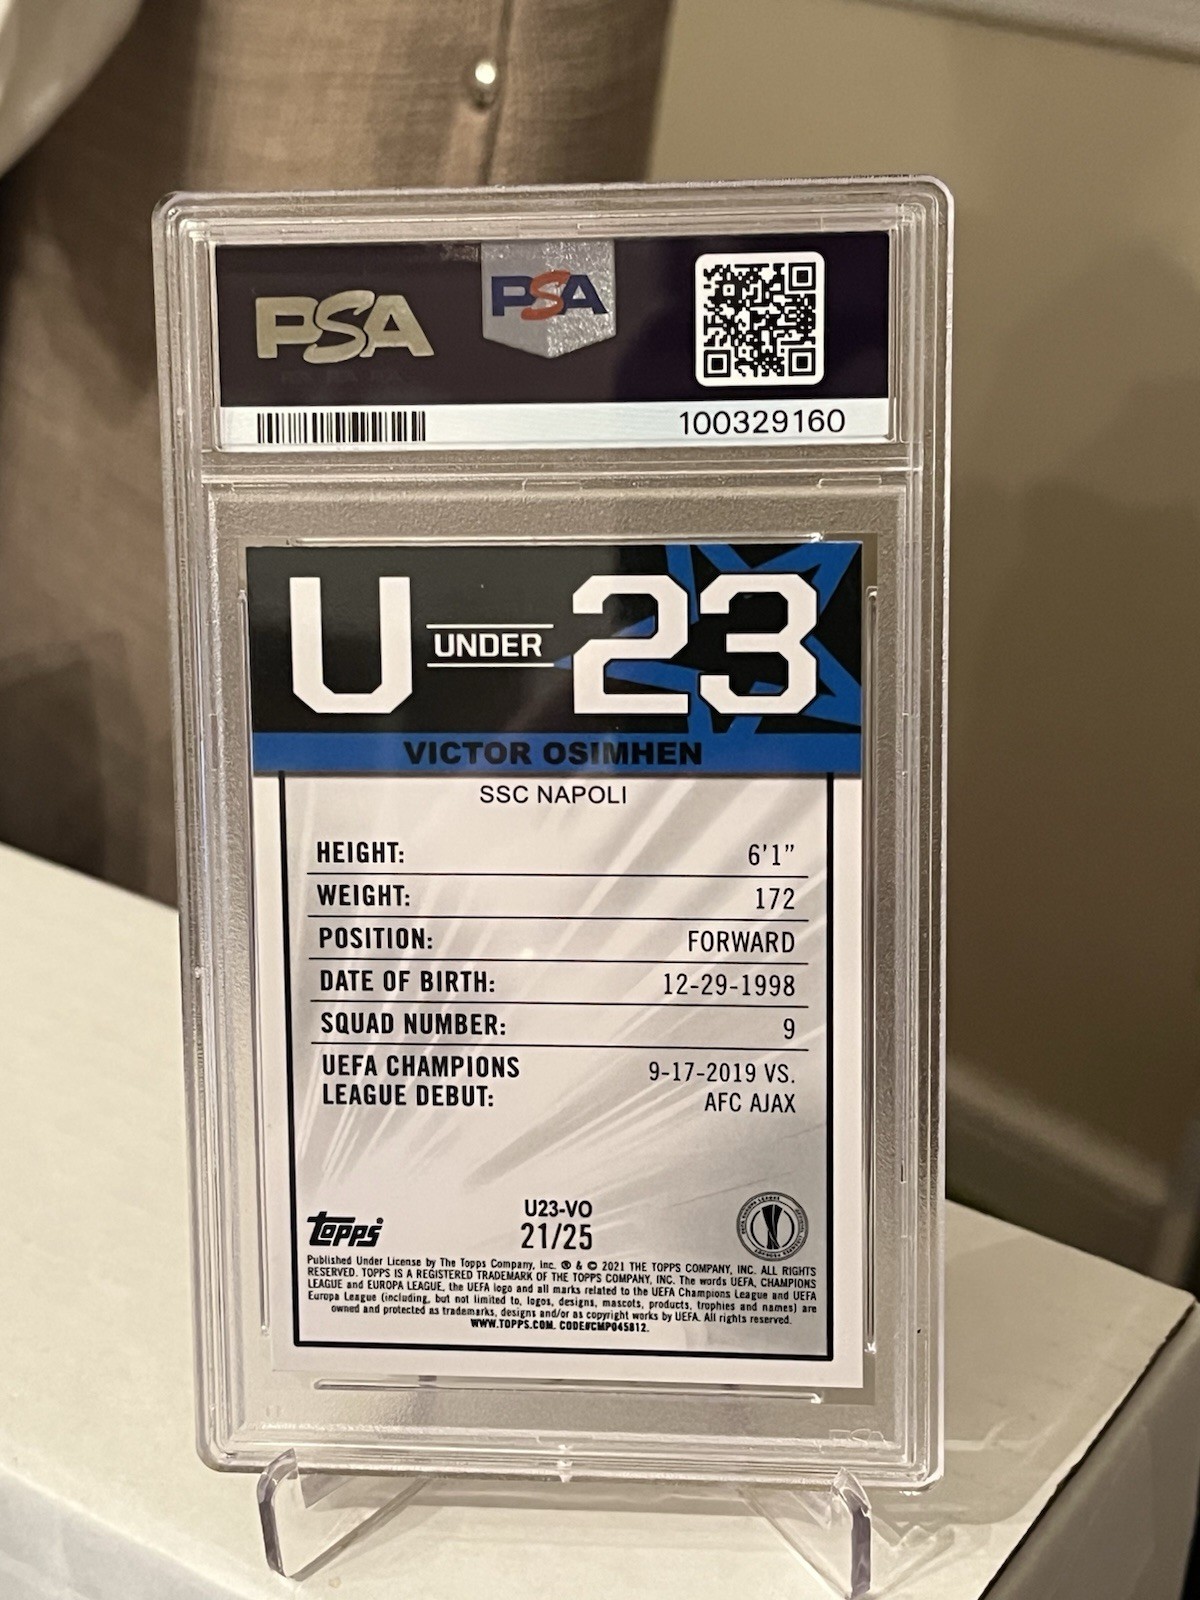 PSA PSA
100329160
U UNDER 23
VICTOR OSIMHEN
SSC NAPOLI
HEIGHT: 6'1"
WEIGHT: 172
POSITION: FORWARD
DATE OF BIRTH: 12-29-1998
SQUAD NUMBER: 9
UEFA CHAMPIONS 9-17-2019 VS.
LEAGUE DEBUT: AFC AJAX
U23-VO
topps 21/25
Published Under License by The Topps Company, Inc. ® & © 2021 THE TOPPS COMPANY, INC. ALL RIGHTS
RESERVED. TOPPS IS A REGISTERED TRADEMARK OF THE TOPPS COMPANY, INC. The words UEFA, CHAMPIONS
LEAGUE and EUROPA LEAGUE, the UEFA logo and all marks related to the UEFA Champions League and UEFA
Europa League (including, but not limited to, logos, designs, mascots, products, trophies and names) are
owned and protected as trademarks, designs and/or as copyright works by UEFA. All rights reserved.
WWW.TOPPS.COM. CODE#CMP045812.